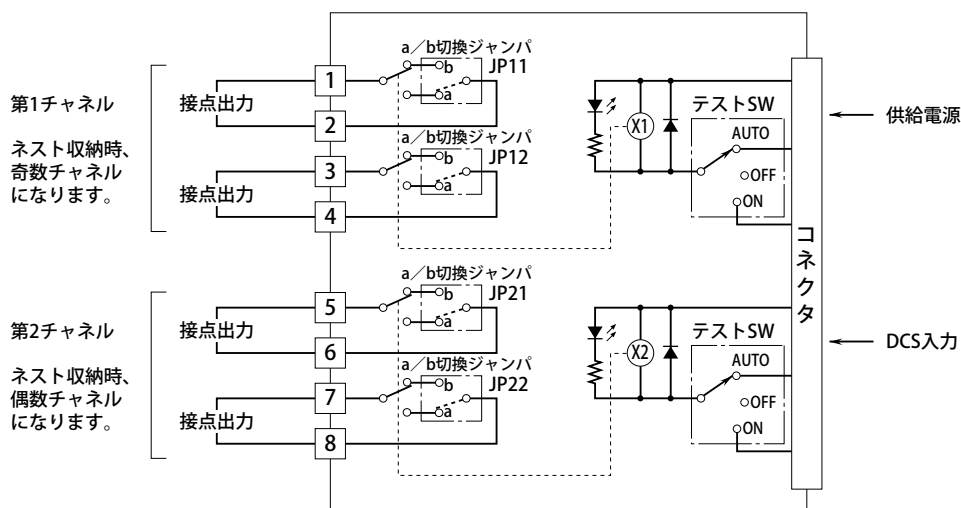 a／b切換ジャンパ
JP11
b
a
1
2
接点出力
第1チャネル
ネスト収納時、
奇数チャネル
になります。
a／b切換ジャンパ
JP12
b
a
3
4
接点出力
X1
テストSW
AUTO
OFF
ON
供給電源
コネクタ
a／b切換ジャンパ
JP21
b
a
5
6
接点出力
第2チャネル
ネスト収納時、
偶数チャネル
になります。
a／b切換ジャンパ
JP22
b
a
7
8
接点出力
X2
テストSW
AUTO
OFF
ON
DCS入力